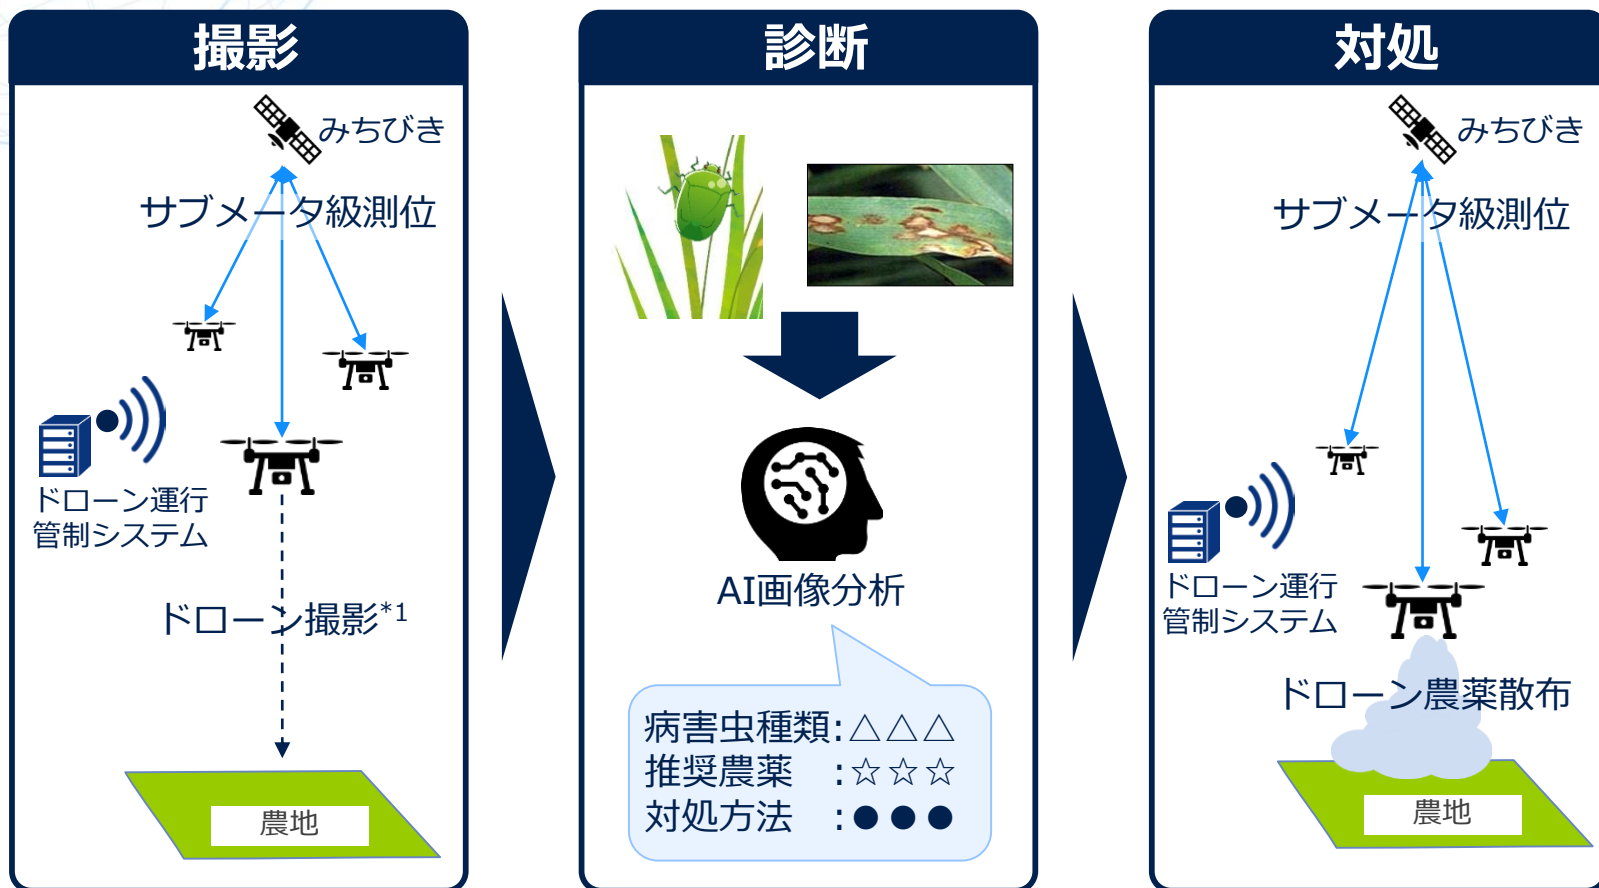 撮影
みちびき
サブメータ級測位
ドローン運行
管制システム
ドローン撮影*1
農地
診断
AI画像分析
病害虫種類:△△△
推奨農薬 :☆☆☆
対処方法 :●●●
対処
みちびき
サブメータ級測位
ドローン運行
管制システム
ドローン農薬散布
農地